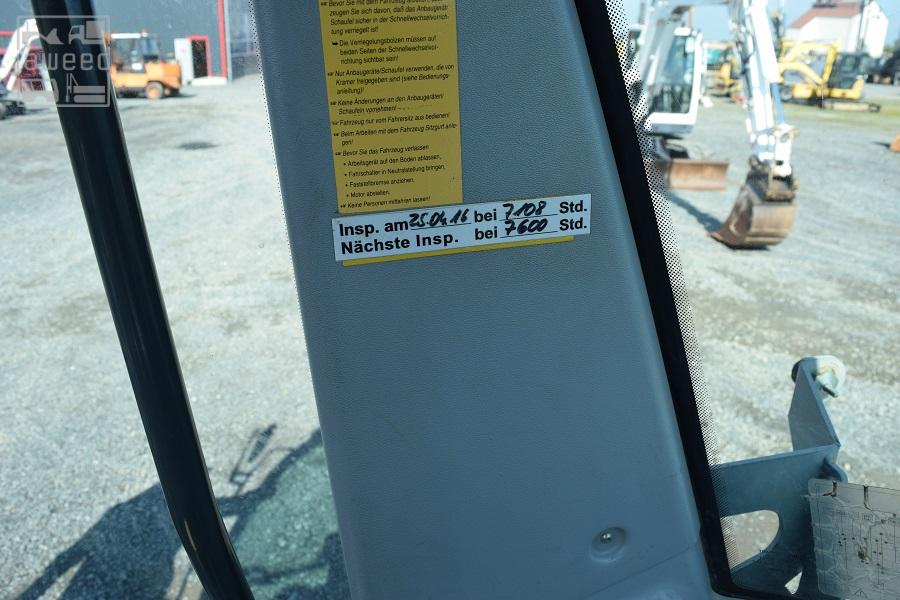 aweed
☞ Bevor Sie mit dem Fahrzeug arbeiten,
zeugen Sie sich davon, daß das Anbaugerät/
Schaufel sicher in der Schnellwechselvorrich-
tung verriegelt ist!
➥ Die Verriegelungsbolzen müssen auf
beiden Seiten der Schnellwechselvor-
richtung sichtbar sein!
☞ Nur Anbaugeräte/Schaufel verwenden, die von
Kramer freigegeben sind (siehe Bedienungs-
anleitung)!
☞ Keine Änderungen an den Anbaugeräten/
Schaufeln vornehmen!
☞ Fahrzeug nur vom Fahrersitz aus bedienen!
☞ Beim Arbeiten mit dem Fahrzeug Sitzgurt anle-
gen!
☞ Bevor Sie das Fahrzeug verlassen
• Arbeitsgerät auf den Boden ablassen,
• Fahrschalter in Neutralstellung bringen,
• Feststellbremse anziehen,
• Motor abstellen.
☞ Keine Personen mitfahren lassen!
Insp. am 25.04.16 bei 7108 Std.
Nächste Insp. bei 7600 Std.